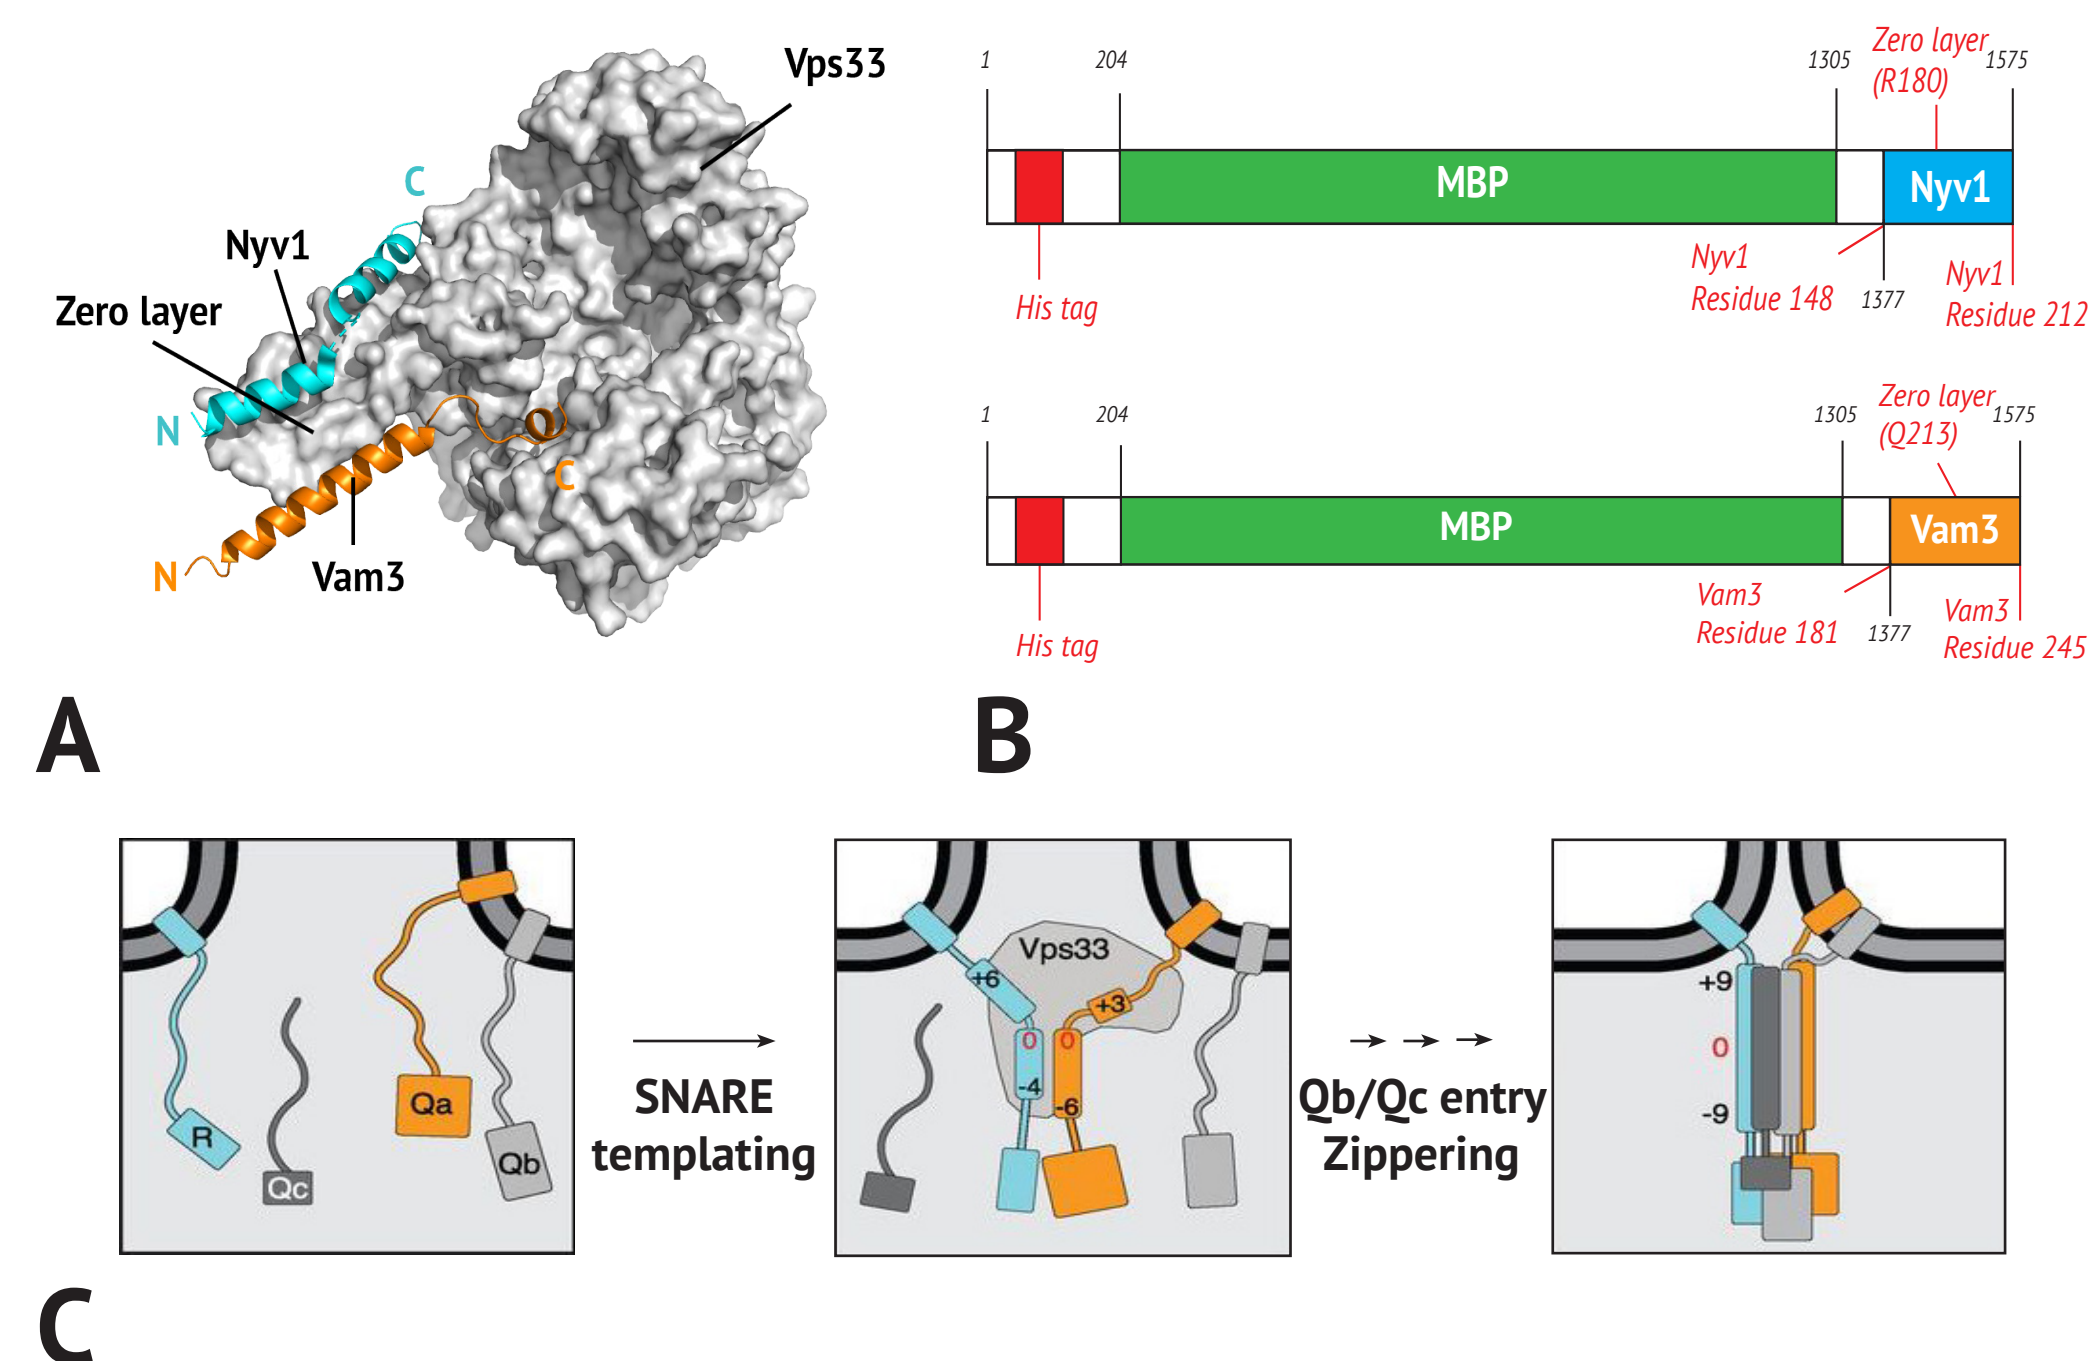 Vps33
C
Nyv1
Zero layer
N
C
N
Vam3
A
1
204
1305
Zero layer
(R180)
1575
MBP
Nyv1
His tag
Nyv1
Residue 148
1377
Nyv1
Residue 212
1
204
1305
Zero layer
(Q213)
1575
MBP
Vam3
His tag
Vam3
Residue 181
1377
Vam3
Residue 245
B
R
Qc
Qa
Qb
SNARE
templating
Vps33
+6
+3
0
0
-4
-6
Qb/Qc entry
Zippering
+9
0
-9
C